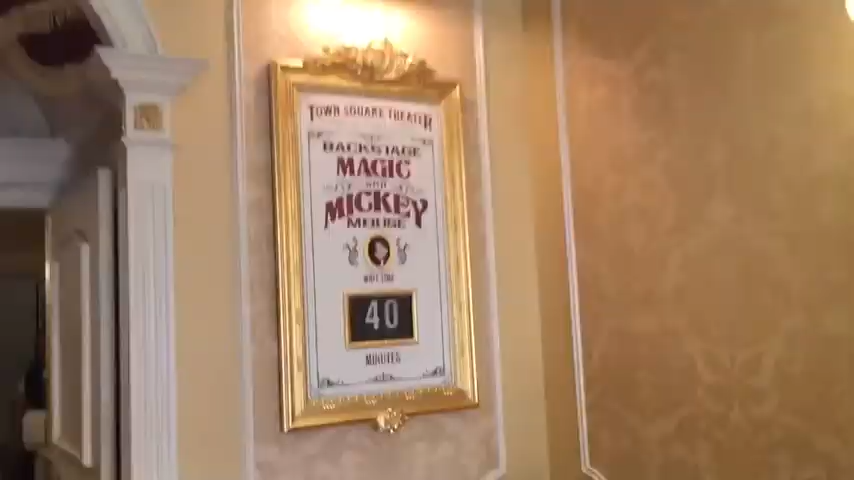 TOWN SQUARE THEATER
BACKSTAGE
MAGIC
AND
MICKEY
MOUSE
WAIT TIME
40
MINUTES